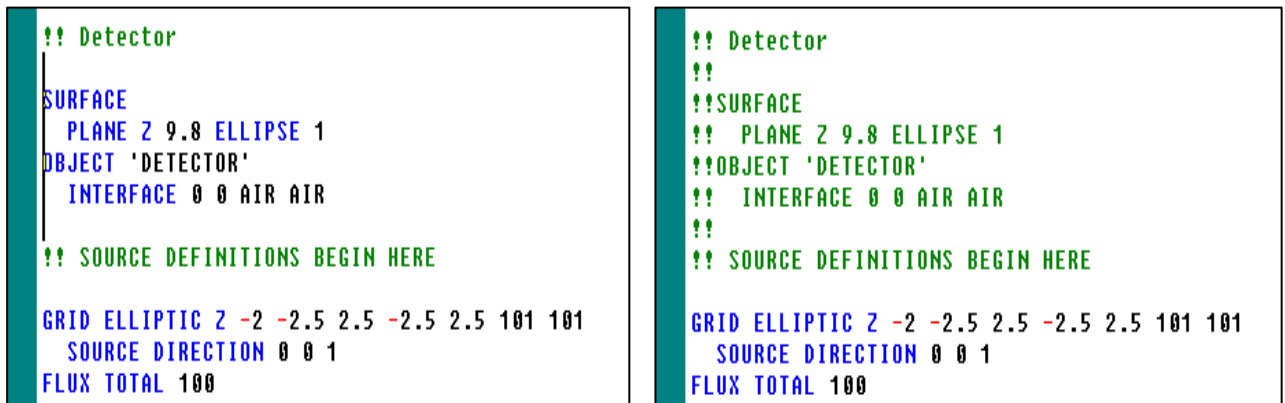 !! Detector
SURFACE
  PLANE Z 9.8 ELLIPSE 1
OBJECT 'DETECTOR'
  INTERFACE 0 0 AIR AIR
!! SOURCE DEFINITIONS BEGIN HERE
GRID ELLIPTIC Z -2 -2.5 2.5 -2.5 2.5 101 101
  SOURCE DIRECTION 0 0 1
FLUX TOTAL 100
!! Detector
!!
!!SURFACE
!!  PLANE Z 9.8 ELLIPSE 1
!!OBJECT 'DETECTOR'
!!  INTERFACE 0 0 AIR AIR
!!
!! SOURCE DEFINITIONS BEGIN HERE
GRID ELLIPTIC Z -2 -2.5 2.5 -2.5 2.5 101 101
  SOURCE DIRECTION 0 0 1
FLUX TOTAL 100